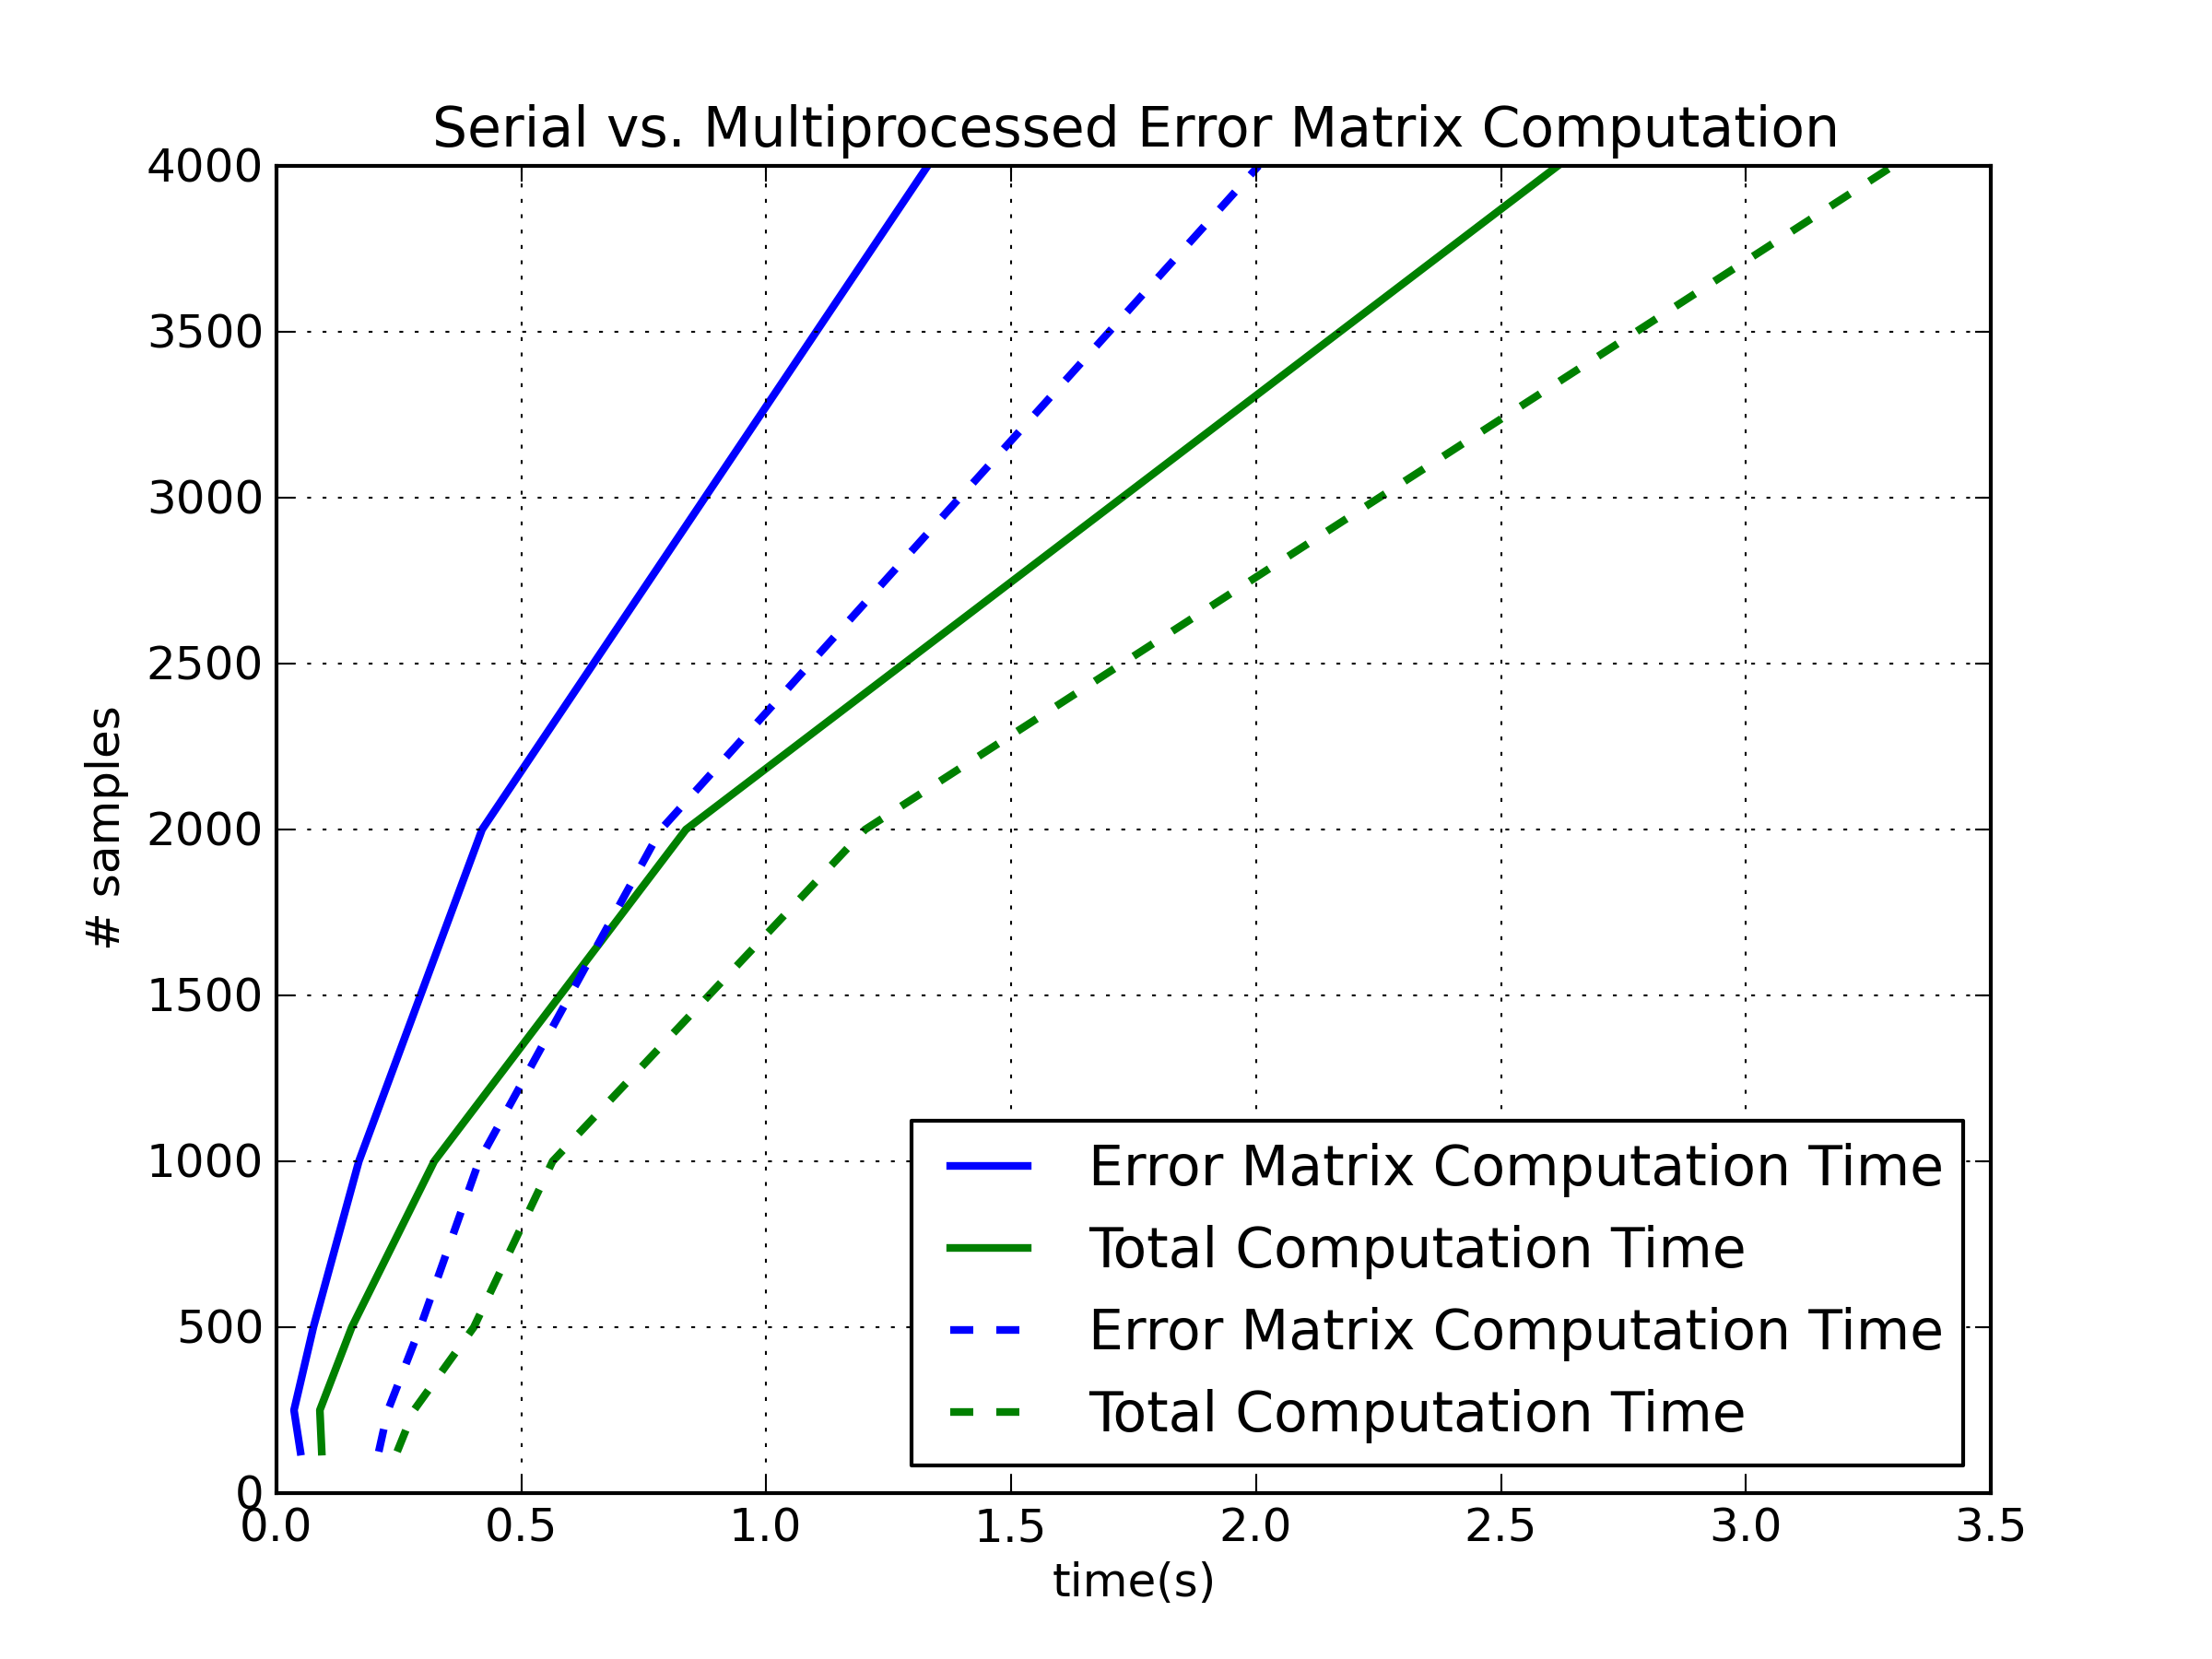 Serial vs. Multiprocessed Error Matrix Computation
4000
3500
3000
2500
2000
1500
1000
500
0
# samples
Error Matrix Computation Time
Total Computation Time
Error Matrix Computation Time
Total Computation Time
0.0 0.5 1.0 1.5 2.0 2.5 3.0 3.5
time(s)